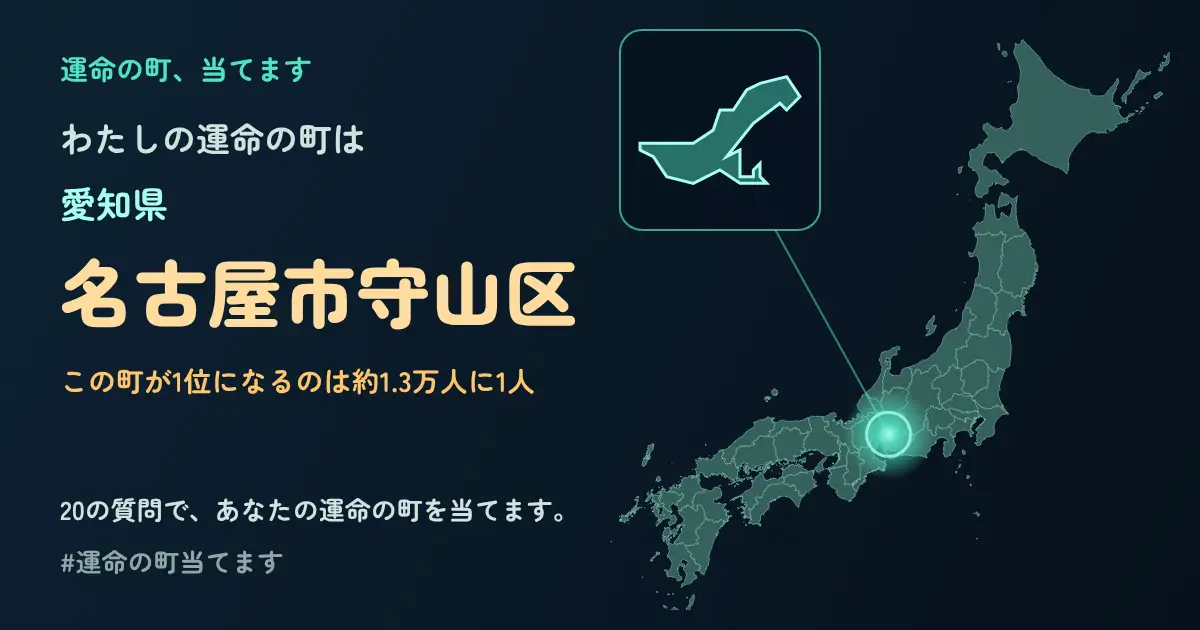 運命の町、当てます
わたしの運命の町は
愛知県
名古屋市守山区
この町が1位になるのは約1.3万人に1人
20の質問で、あなたの運命の町を当てます。
#運命の町当てます